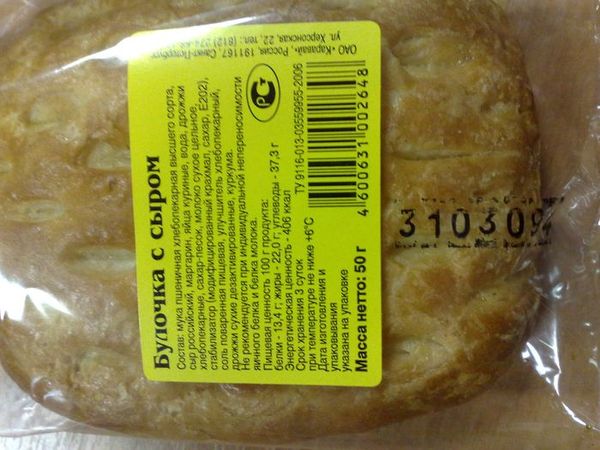 Булочка с сыром
Состав: мука пшеничная хлебопекарная высшего сорта,
сыр российский, маргарин, яйца куриные, вода, дрожжи
хлебопекарные, сахар-песок, молоко сухое цельное,
стабилизатор (модифицированный крахмал, сахар, Е202),
соль поваренная пищевая, улучшитель хлебопекарный,
дрожжи сухие дезактивированные, куркума.
Не рекомендуется при индивидуальной непереносимости
яичного белка и белка молока.
Пищевая ценность 100 г продукта:
белки - 13,4 г; жиры - 22,0 г; углеводы - 37,3 г
Энергетическая ценность - 406 ккал
Срок хранения 3 суток
при температуре не ниже +6°С
Дата изготовления и
упаковывания
указана на упаковке
Масса нетто: 50 г
РСТ
ТУ 9116-013-03559955-2006
4 600631 002648
ОАО «Каравай», Россия, 191167, Санкт-Петербург,
ул. Херсонская, 22, тел.: (812)
310309